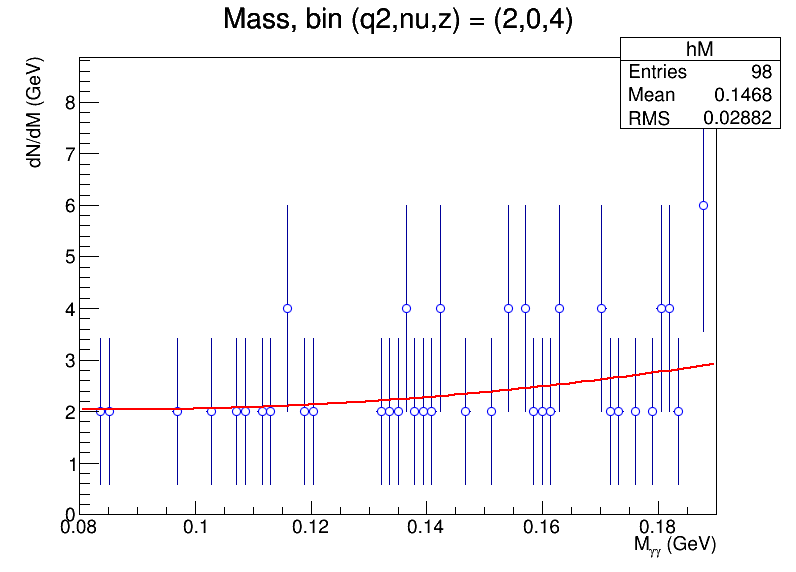 Mass, bin (q2,nu,z) = (2,0,4)
hM
Entries 98
Mean 0.1468
RMS 0.02882
dN/dM (GeV)
8
7
6
5
4
3
2
1
0
0.08 0.1 0.12 0.14 0.16 0.18
Mγγ (GeV)